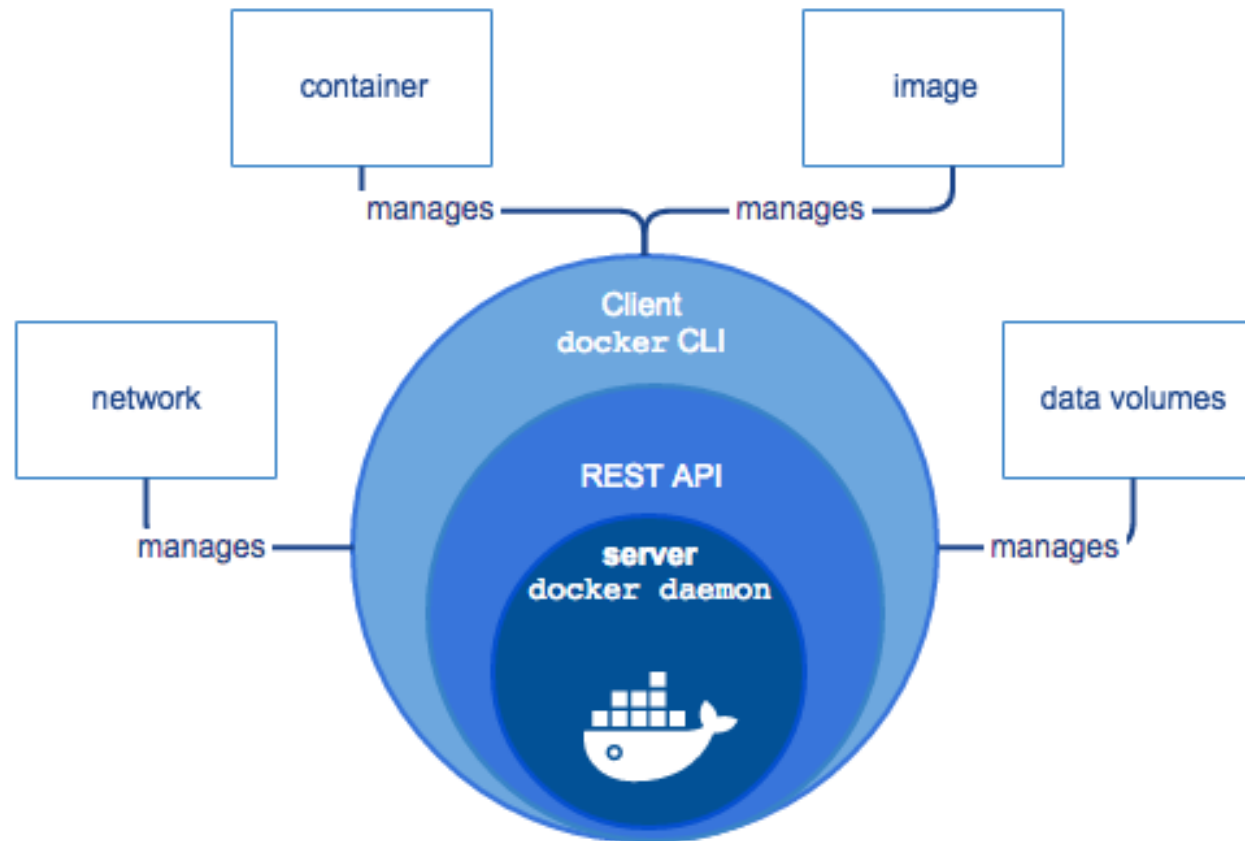 container
image
manages
manages
Client
docker CLI
network
data volumes
REST API
manages
manages
server
docker daemon